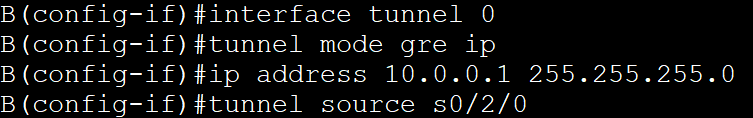 B(config-if)#interface tunnel 0
B(config-if)#tunnel mode gre ip
B(config-if)#ip address 10.0.0.1 255.255.255.0
B(config-if)#tunnel source s0/2/0